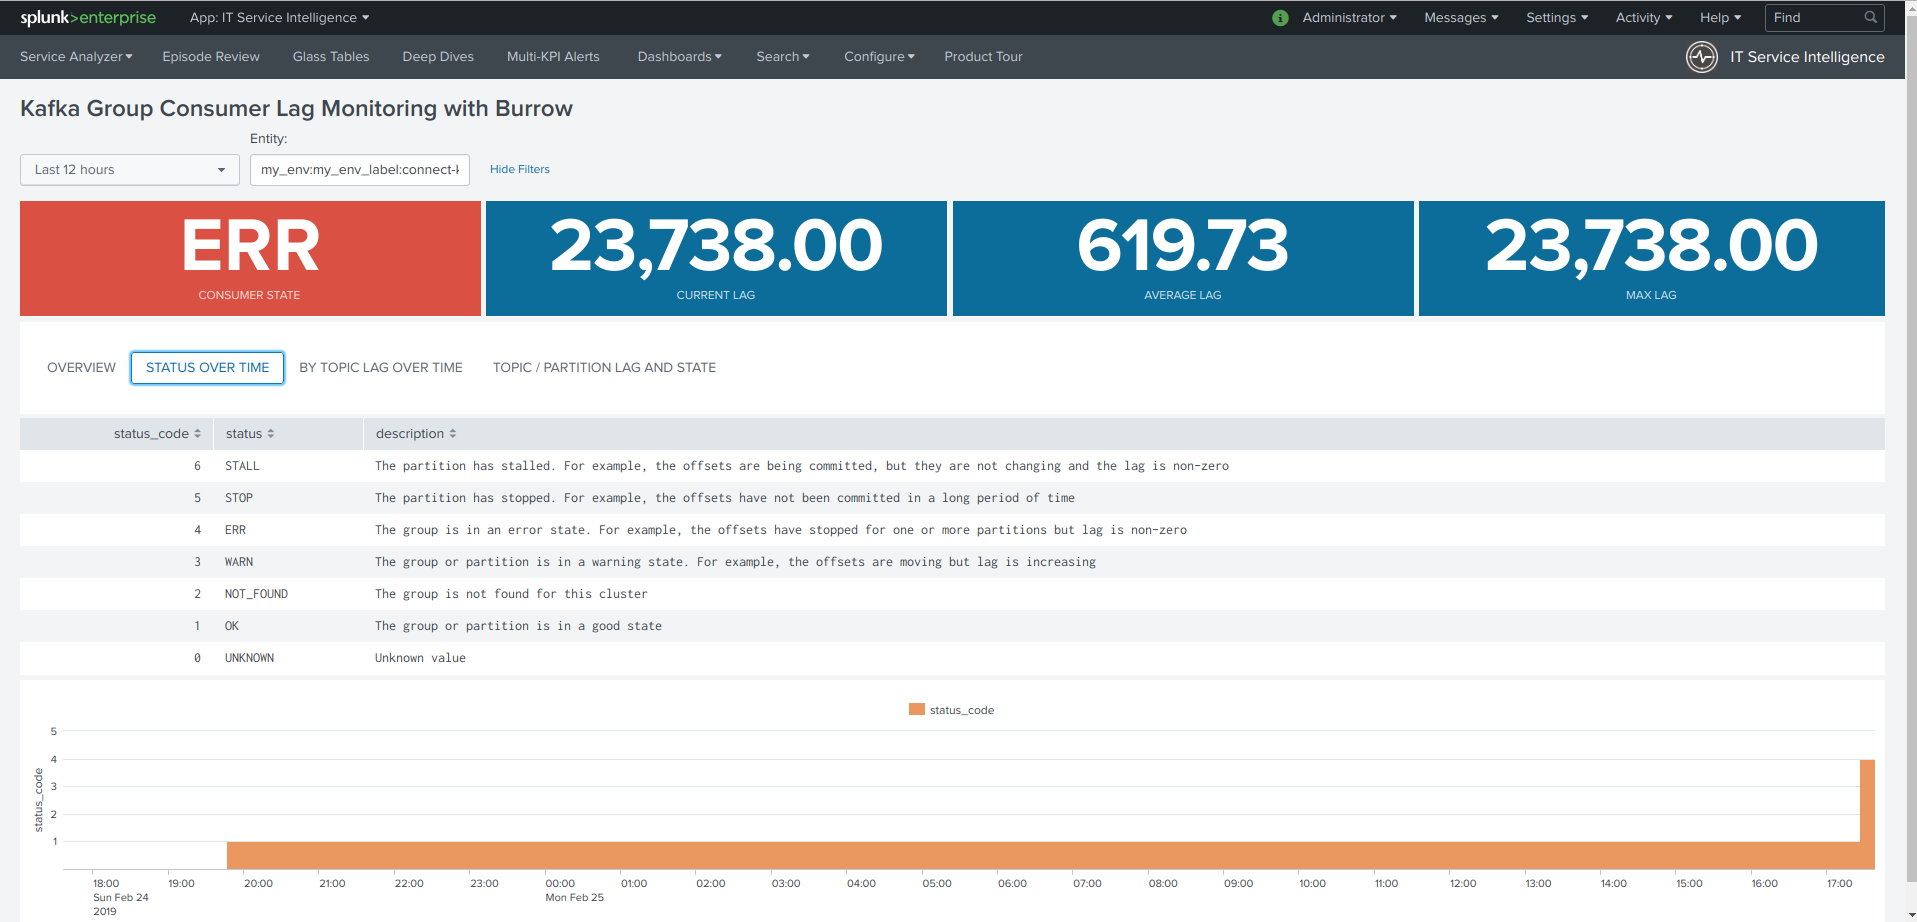 splunk>enterprise App: IT Service Intelligence Administrator Messages Settings Activity Help Find
Service Analyzer Episode Review Glass Tables Deep Dives Multi-KPI Alerts Dashboards Search Configure Product Tour IT Service Intelligence
Kafka Group Consumer Lag Monitoring with Burrow
Entity:
Last 12 hours my_env:my_env_label:connect- Hide Filters
ERR 23,738.00 619.73 23,738.00
CONSUMER STATE CURRENT LAG AVERAGE LAG MAX LAG
OVERVIEW STATUS OVER TIME BY TOPIC LAG OVER TIME TOPIC / PARTITION LAG AND STATE
status_code status description
6 STALL The partition has stalled. For example, the offsets are being committed, but they are not changing and the lag is non-zero
5 STOP The partition has stopped. For example, the offsets have not been committed in a long period of time
4 ERR The group is in an error state. For example, the offsets have stopped for one or more partitions but lag is non-zero
3 WARN The group or partition is in a warning state. For example, the offsets are moving but lag is increasing
2 NOT_FOUND The group is not found for this cluster
1 OK The group or partition is in a good state
0 UNKNOWN Unknown value
status_code
5
4
3
2
1
status_code
18:00 19:00 20:00 21:00 22:00 23:00 00:00 01:00 02:00 03:00 04:00 05:00 06:00 07:00 08:00 09:00 10:00 11:00 12:00 13:00 14:00 15:00 16:00 17:00
Sun Feb 24 Mon Feb 25
2019